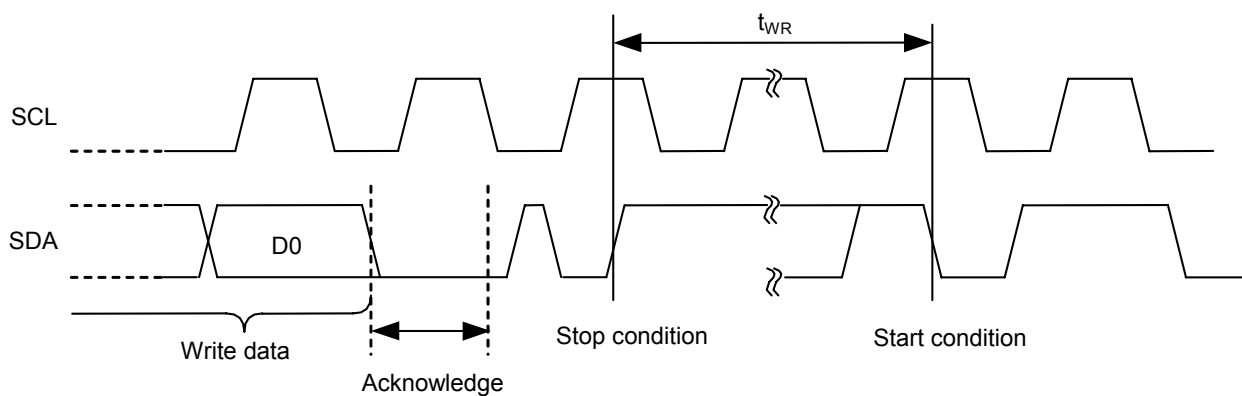 tWR
SCL
SDA
D0
Write data
Acknowledge
Stop condition
Start condition